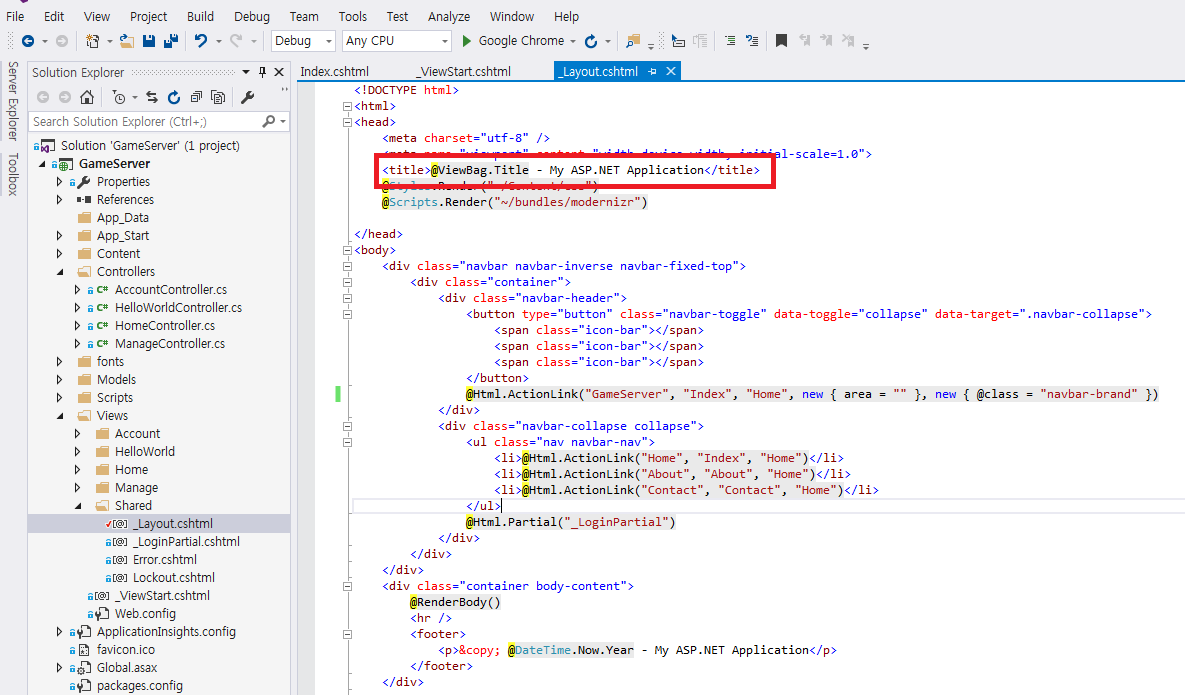 File Edit View Project Build Debug Team Tools Test Analyze Window Help
Debug Any CPU Google Chrome
Server Explorer
Toolbox
Solution Explorer
Search Solution Explorer (Ctrl+;)
Solution 'GameServer' (1 project)
GameServer
Properties
References
App_Data
App_Start
Content
Controllers
C# AccountController.cs
C# HelloWorldController.cs
C# HomeController.cs
C# ManageController.cs
fonts
Models
Scripts
Views
Account
HelloWorld
Home
Manage
Shared
[@] _Layout.cshtml
[@] _LoginPartial.cshtml
[@] Error.cshtml
[@] Lockout.cshtml
[@] _ViewStart.cshtml
Web.config
ApplicationInsights.config
favicon.ico
Global.asax
packages.config
Index.cshtml _ViewStart.cshtml _Layout.cshtml
<!DOCTYPE html>
<html>
<head>
<meta charset="utf-8" />
<meta name="viewport" content="width=device-width, initial-scale=1.0">
<title>@ViewBag.Title - My ASP.NET Application</title>
@Styles.Render("~/Content/css")
@Scripts.Render("~/bundles/modernizr")
</head>
<body>
<div class="navbar navbar-inverse navbar-fixed-top">
<div class="container">
<div class="navbar-header">
<button type="button" class="navbar-toggle" data-toggle="collapse" data-target=".navbar-collapse">
<span class="icon-bar"></span>
<span class="icon-bar"></span>
<span class="icon-bar"></span>
</button>
@Html.ActionLink("GameServer", "Index", "Home", new { area = "" }, new { @class = "navbar-brand" })
</div>
<div class="navbar-collapse collapse">
<ul class="nav navbar-nav">
<li>@Html.ActionLink("Home", "Index", "Home")</li>
<li>@Html.ActionLink("About", "About", "Home")</li>
<li>@Html.ActionLink("Contact", "Contact", "Home")</li>
</ul>
@Html.Partial("_LoginPartial")
</div>
</div>
</div>
<div class="container body-content">
@RenderBody()
<hr />
<footer>
<p>&copy; @DateTime.Now.Year - My ASP.NET Application</p>
</footer>
</div>